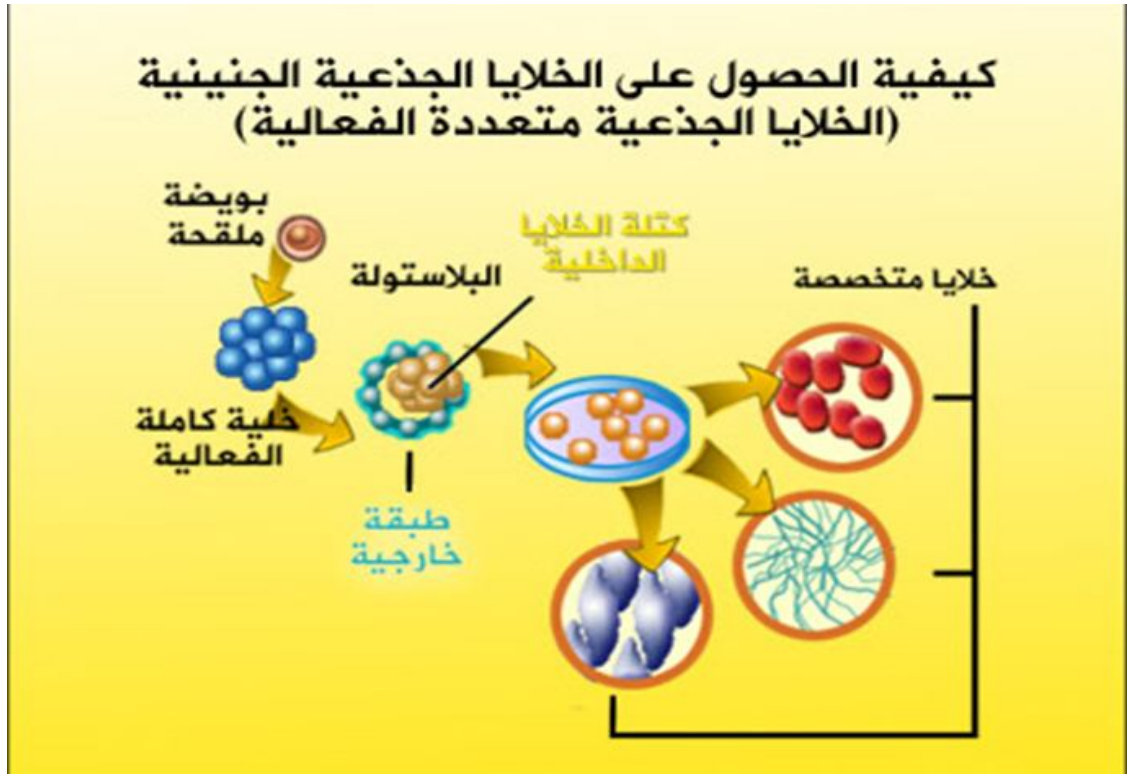 كيفية الحصول على الخلايا الجذعية الجنينية
(الخلايا الجذعية متعددة الفعالية)
بويضة
ملقحة
كتلة الخلايا
الداخلية
البلاستولة
خلايا متخصصة
خلية كاملة
الفعالية
طبقة
خارجية